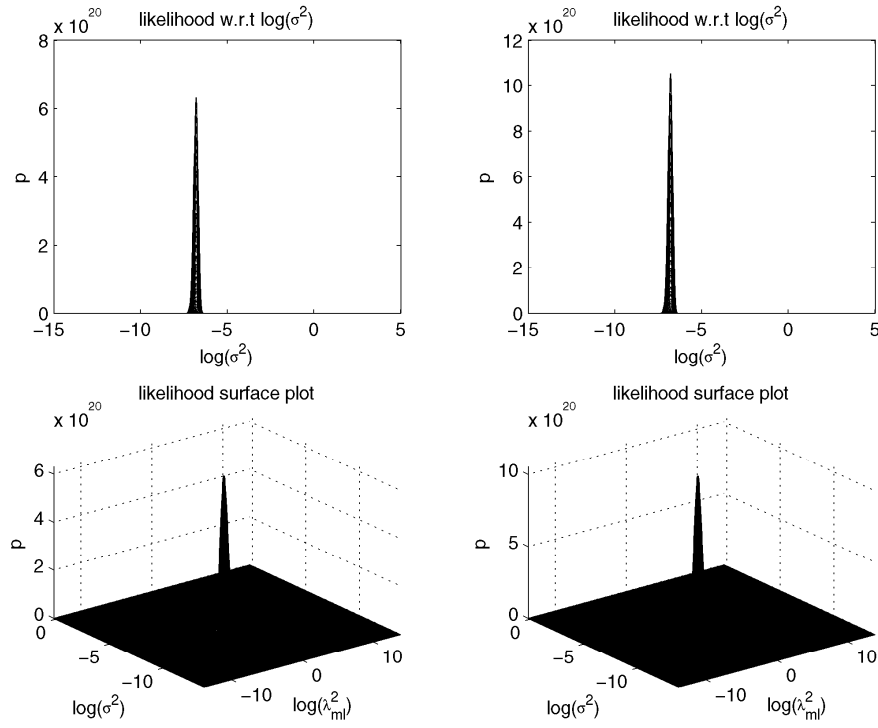 x 10^20
likelihood w.r.t log(σ^2)
8
6
4
2
0
p
−15
−10
−5
0
5
log(σ^2)
x 10^20
likelihood w.r.t log(σ^2)
12
10
8
6
4
2
0
p
−15
−10
−5
0
5
log(σ^2)
likelihood surface plot
x 10^20
6
4
2
0
p
0
−5
−10
log(σ^2)
−10
0
10
log(λ^2_ml)
likelihood surface plot
x 10^20
10
5
0
p
0
−5
−10
log(σ^2)
−10
0
10
log(λ^2_ml)